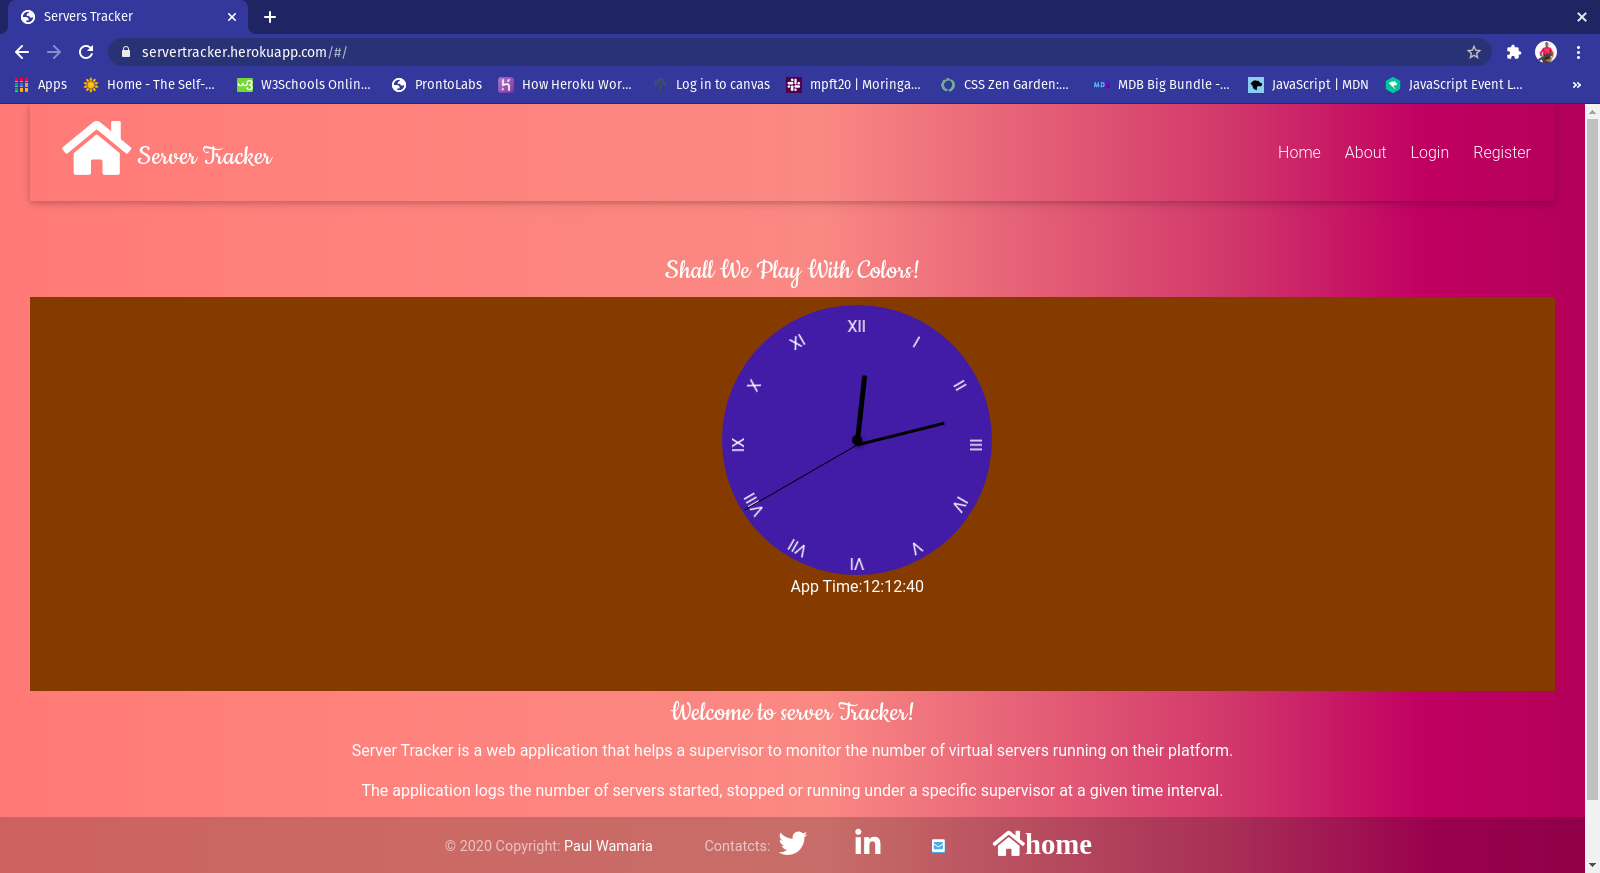 Servers Tracker
servertracker.herokuapp.com/#/
Apps Home - The Self-... W3Schools Onlin... ProntoLabs How Heroku Wor... Log in to canvas mpft20 | Moringa... CSS Zen Garden:... MDB Big Bundle -... JavaScript | MDN JavaScript Event L... »
Server Tracker
Home About Login Register
Shall We Play With Colors!
XII
I
II
III
IV
V
VI
VII
VIII
IX
X
XI
App Time:12:12:40
Welcome to server Tracker!
Server Tracker is a web application that helps a supervisor to monitor the number of virtual servers running on their platform.
The application logs the number of servers started, stopped or running under a specific supervisor at a given time interval.
© 2020 Copyright: Paul Wamaria Contatcts: home